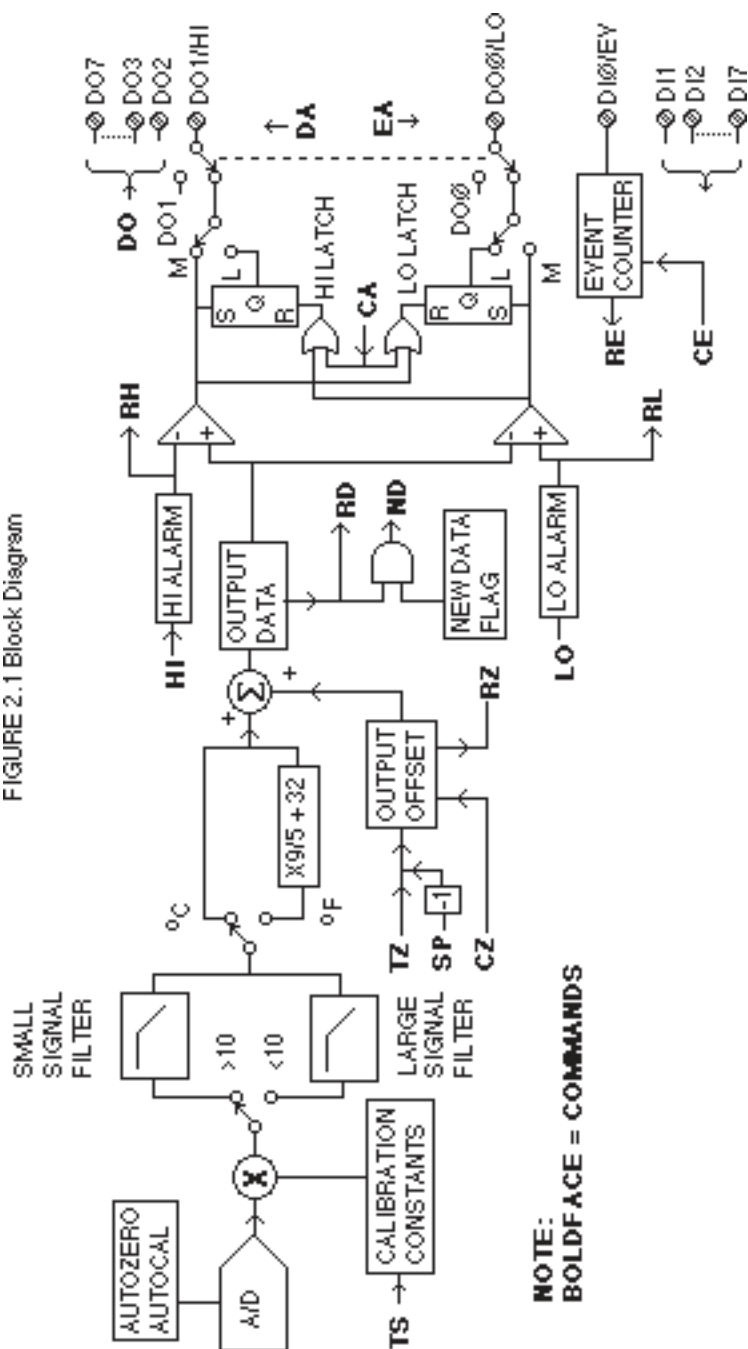 FIGURE 2.1 Block Diagram
AUTOZERO
AUTOCAL
A/D
TS
CALIBRATION
CONSTANTS
X
SMALL
SIGNAL
FILTER
>10
<10
LARGE
SIGNAL
FILTER
°C
°F
X9/5 + 32
TZ
SP
-1
CZ
OUTPUT
OFFSET
RZ
Σ
+
+
OUTPUT
DATA
RD
ND
NEW DATA
FLAG
HI
HI ALARM
RH
LO
LO ALARM
RL
-
+
-
+
M
L
S
Q
R
HI LATCH
CA
LO LATCH
R
Q
S
L
M
DO
DO1
DOØ
DA
EA
DO7
DO3
DO2
DO1/HI
DOØ/LO
EVENT
COUNTER
RE
CE
DIØ/EV
DI1
DI2
DI7
NOTE:
BOLDFACE = COMMANDS